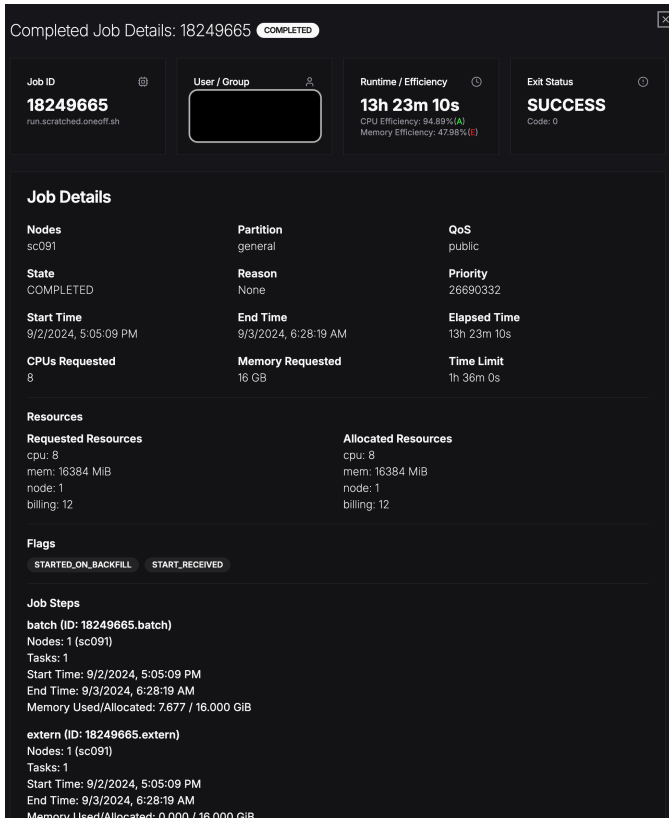 Completed Job Details: 18249665 COMPLETED
Job ID
18249665
run.scratched.oneoff.sh
User / Group
Runtime / Efficiency
13h 23m 10s
CPU Efficiency: 94.89%(A)
Memory Efficiency: 47.98%(E)
Exit Status
SUCCESS
Code: 0
Job Details
Nodes
sc091
Partition
general
QoS
public
State
COMPLETED
Reason
None
Priority
26690332
Start Time
9/2/2024, 5:05:09 PM
End Time
9/3/2024, 6:28:19 AM
Elapsed Time
13h 23m 10s
CPUs Requested
8
Memory Requested
16 GB
Time Limit
1h 36m 0s
Resources
Requested Resources
cpu: 8
mem: 16384 MiB
node: 1
billing: 12
Allocated Resources
cpu: 8
mem: 16384 MiB
node: 1
billing: 12
Flags
STARTED_ON_BACKFILL START_RECEIVED
Job Steps
batch (ID: 18249665.batch)
Nodes: 1 (sc091)
Tasks: 1
Start Time: 9/2/2024, 5:05:09 PM
End Time: 9/3/2024, 6:28:19 AM
Memory Used/Allocated: 7.677 / 16.000 GiB
extern (ID: 18249665.extern)
Nodes: 1 (sc091)
Tasks: 1
Start Time: 9/2/2024, 5:05:09 PM
End Time: 9/3/2024, 6:28:19 AM
Memory Used/Allocated: 0.000 / 16.000 GiB